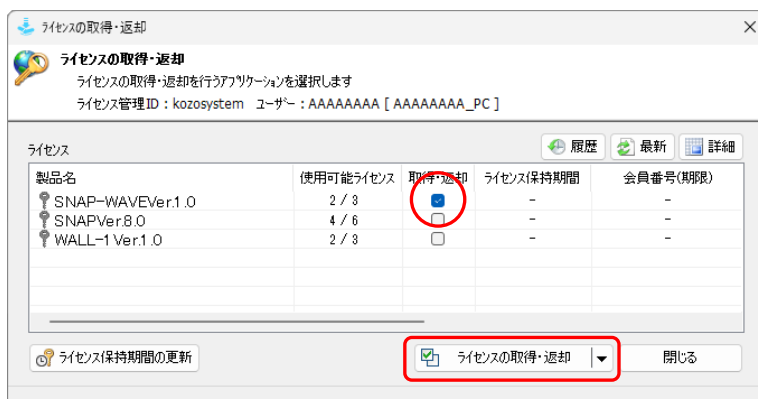 ライセンスの取得・返却
ライセンスの取得・返却
ライセンスの取得・返却を行うアプリケーションを選択します
ライセンス管理ID：kozosystem ユーザー：AAAAAAAA [ AAAAAAAA_PC ]
ライセンス 履歴 最新 詳細
製品名 使用可能ライセンス 取得・返却 ライセンス保持期間 会員番号(期限)
SNAP-WAVEVer.1.0 2 / 3 - -
SNAPVer.8.0 4 / 6 - -
WALL-1 Ver.1.0 2 / 3 - -
ライセンス保持期間の更新 ライセンスの取得・返却 閉じる